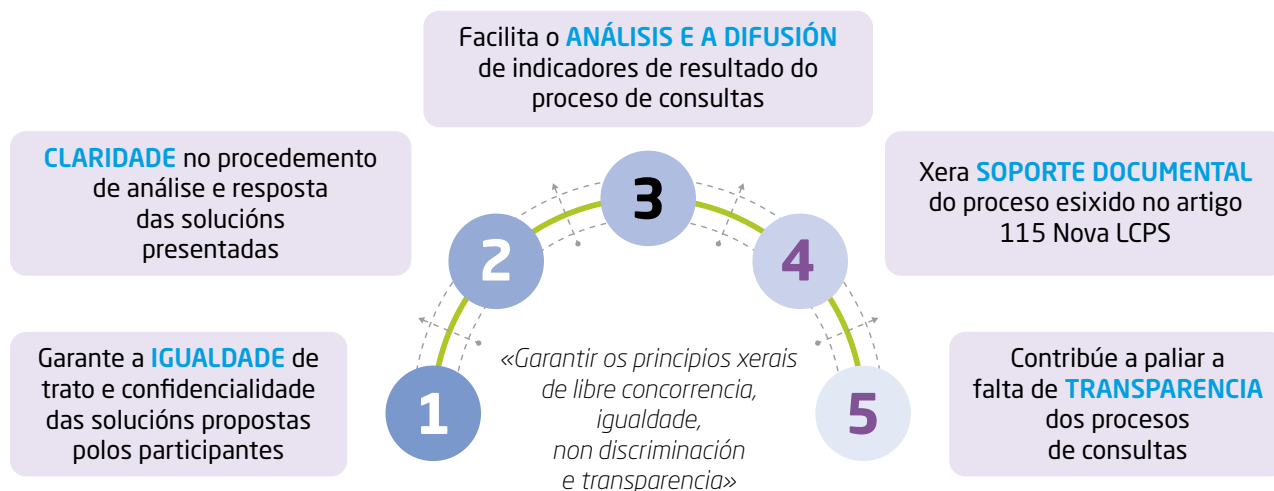 Facilita o ANÁLISIS E A DIFUSIÓN
de indicadores de resultado do
proceso de consultas
CLARIDADE no procedemento
de análise e resposta
das solucións
presentadas
Xera SOPORTE DOCUMENTAL
do proceso esixido no artigo
115 Nova LCPS
Garante a IGUALDADE de
trato e confidencialidade
das solucións propostas
polos participantes
1
2
3
4
5
«Garantir os principios xerais
de libre concorrencia,
igualdade,
non discriminación
e transparencia»
Contribúe a paliar a
falta de TRANSPARENCIA
dos procesos
de consultas